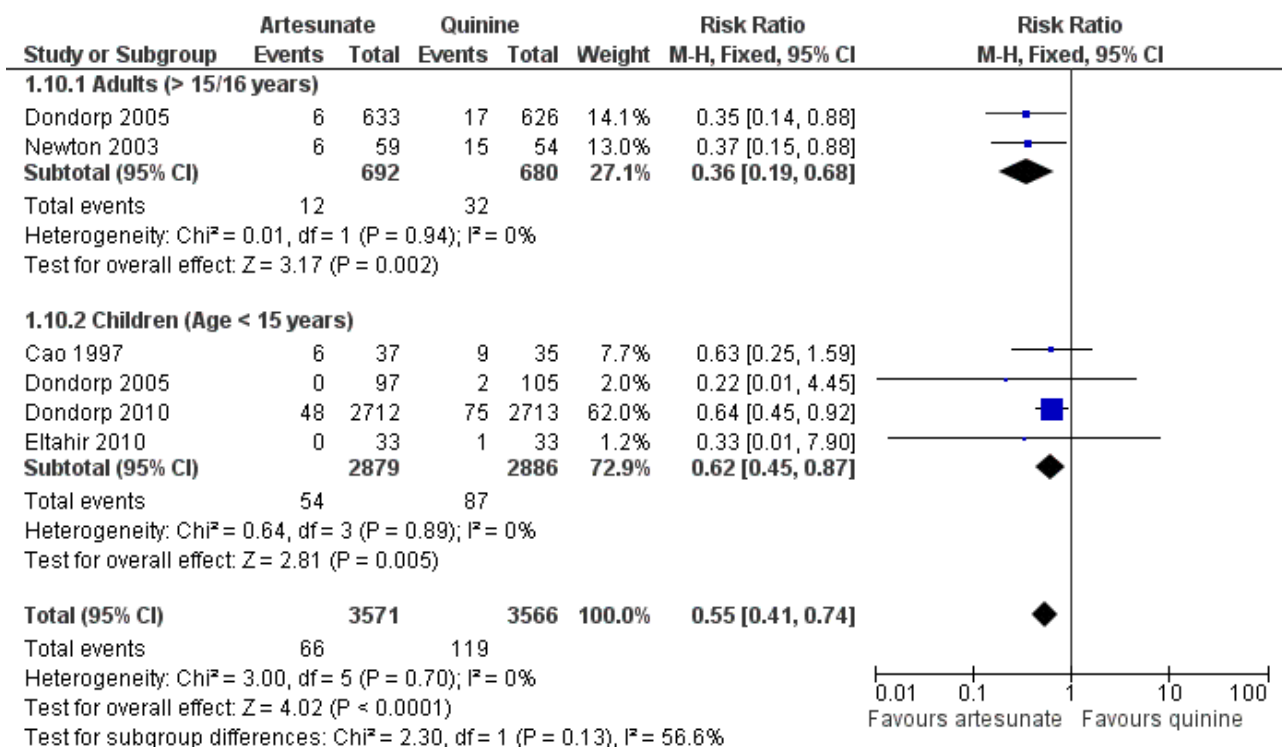 Artesunate Quinine Risk Ratio Risk Ratio
Study or Subgroup Events Total Events Total Weight M-H, Fixed, 95% CI M-H, Fixed, 95% CI
1.10.1 Adults (> 15/16 years)
Dondorp 2005 6 633 17 626 14.1% 0.35 [0.14, 0.88]
Newton 2003 6 59 15 54 13.0% 0.37 [0.15, 0.88]
Subtotal (95% CI) 692 680 27.1% 0.36 [0.19, 0.68]
Total events 12 32
Heterogeneity: Chi² = 0.01, df = 1 (P = 0.94); I² = 0%
Test for overall effect: Z = 3.17 (P = 0.002)
1.10.2 Children (Age < 15 years)
Cao 1997 6 37 9 35 7.7% 0.63 [0.25, 1.59]
Dondorp 2005 0 97 2 105 2.0% 0.22 [0.01, 4.45]
Dondorp 2010 48 2712 75 2713 62.0% 0.64 [0.45, 0.92]
Eltahir 2010 0 33 1 33 1.2% 0.33 [0.01, 7.90]
Subtotal (95% CI) 2879 2886 72.9% 0.62 [0.45, 0.87]
Total events 54 87
Heterogeneity: Chi² = 0.64, df = 3 (P = 0.89); I² = 0%
Test for overall effect: Z = 2.81 (P = 0.005)
Total (95% CI) 3571 3566 100.0% 0.55 [0.41, 0.74]
Total events 66 119
Heterogeneity: Chi² = 3.00, df = 5 (P = 0.70); I² = 0%
Test for overall effect: Z = 4.02 (P < 0.0001)
Test for subgroup differences: Chi² = 2.30, df = 1 (P = 0.13), I² = 56.6%
0.01 0.1 1 10 100
Favours artesunate Favours quinine